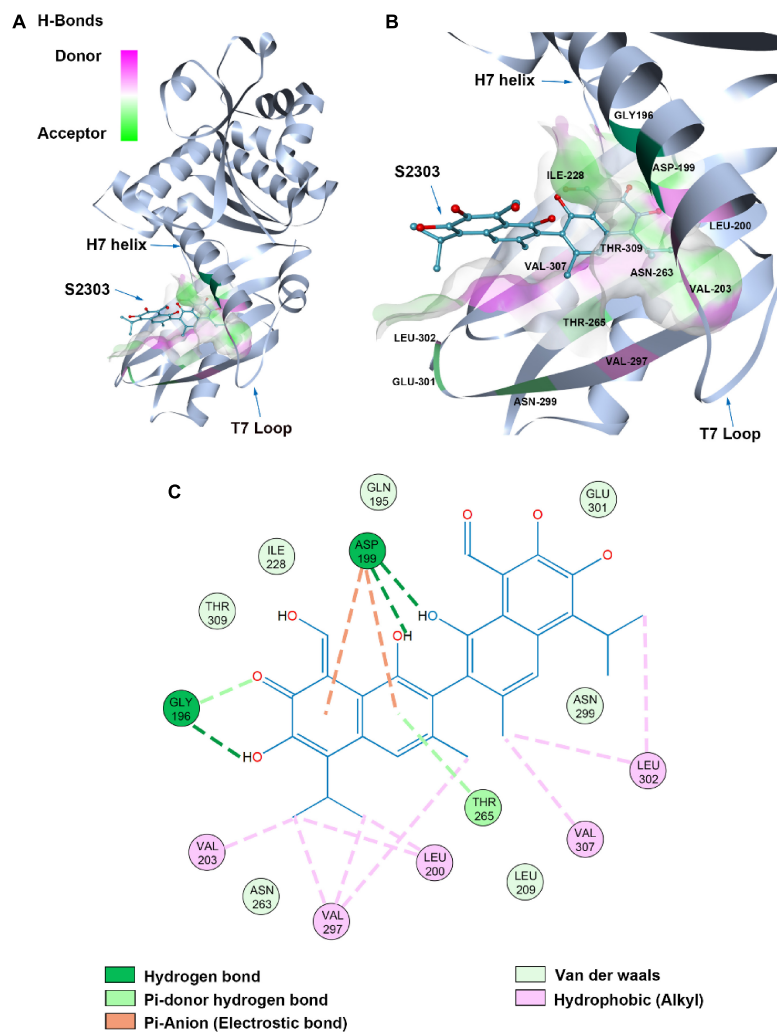 A
H-Bonds
Donor
Acceptor
H7 helix
S2303
T7 Loop
B
H7 helix
GLY196
ASP-199
ILE-228
S2303
LEU-200
THR-309
VAL-307
ASN-263
VAL-203
THR-265
LEU-302
VAL-297
GLU-301
ASN-299
T7 Loop
C
GLN
195
GLU
301
ASP
199
ILE
228
THR
309
O
O
O
HO
HO
OH
O
GLY
196
HO
ASN
299
LEU
302
THR
265
VAL
307
VAL
203
LEU
200
LEU
209
ASN
263
VAL
297
Hydrogen bond
Pi-donor hydrogen bond
Pi-Anion (Electrostic bond)
Van der waals
Hydrophobic (Alkyl)